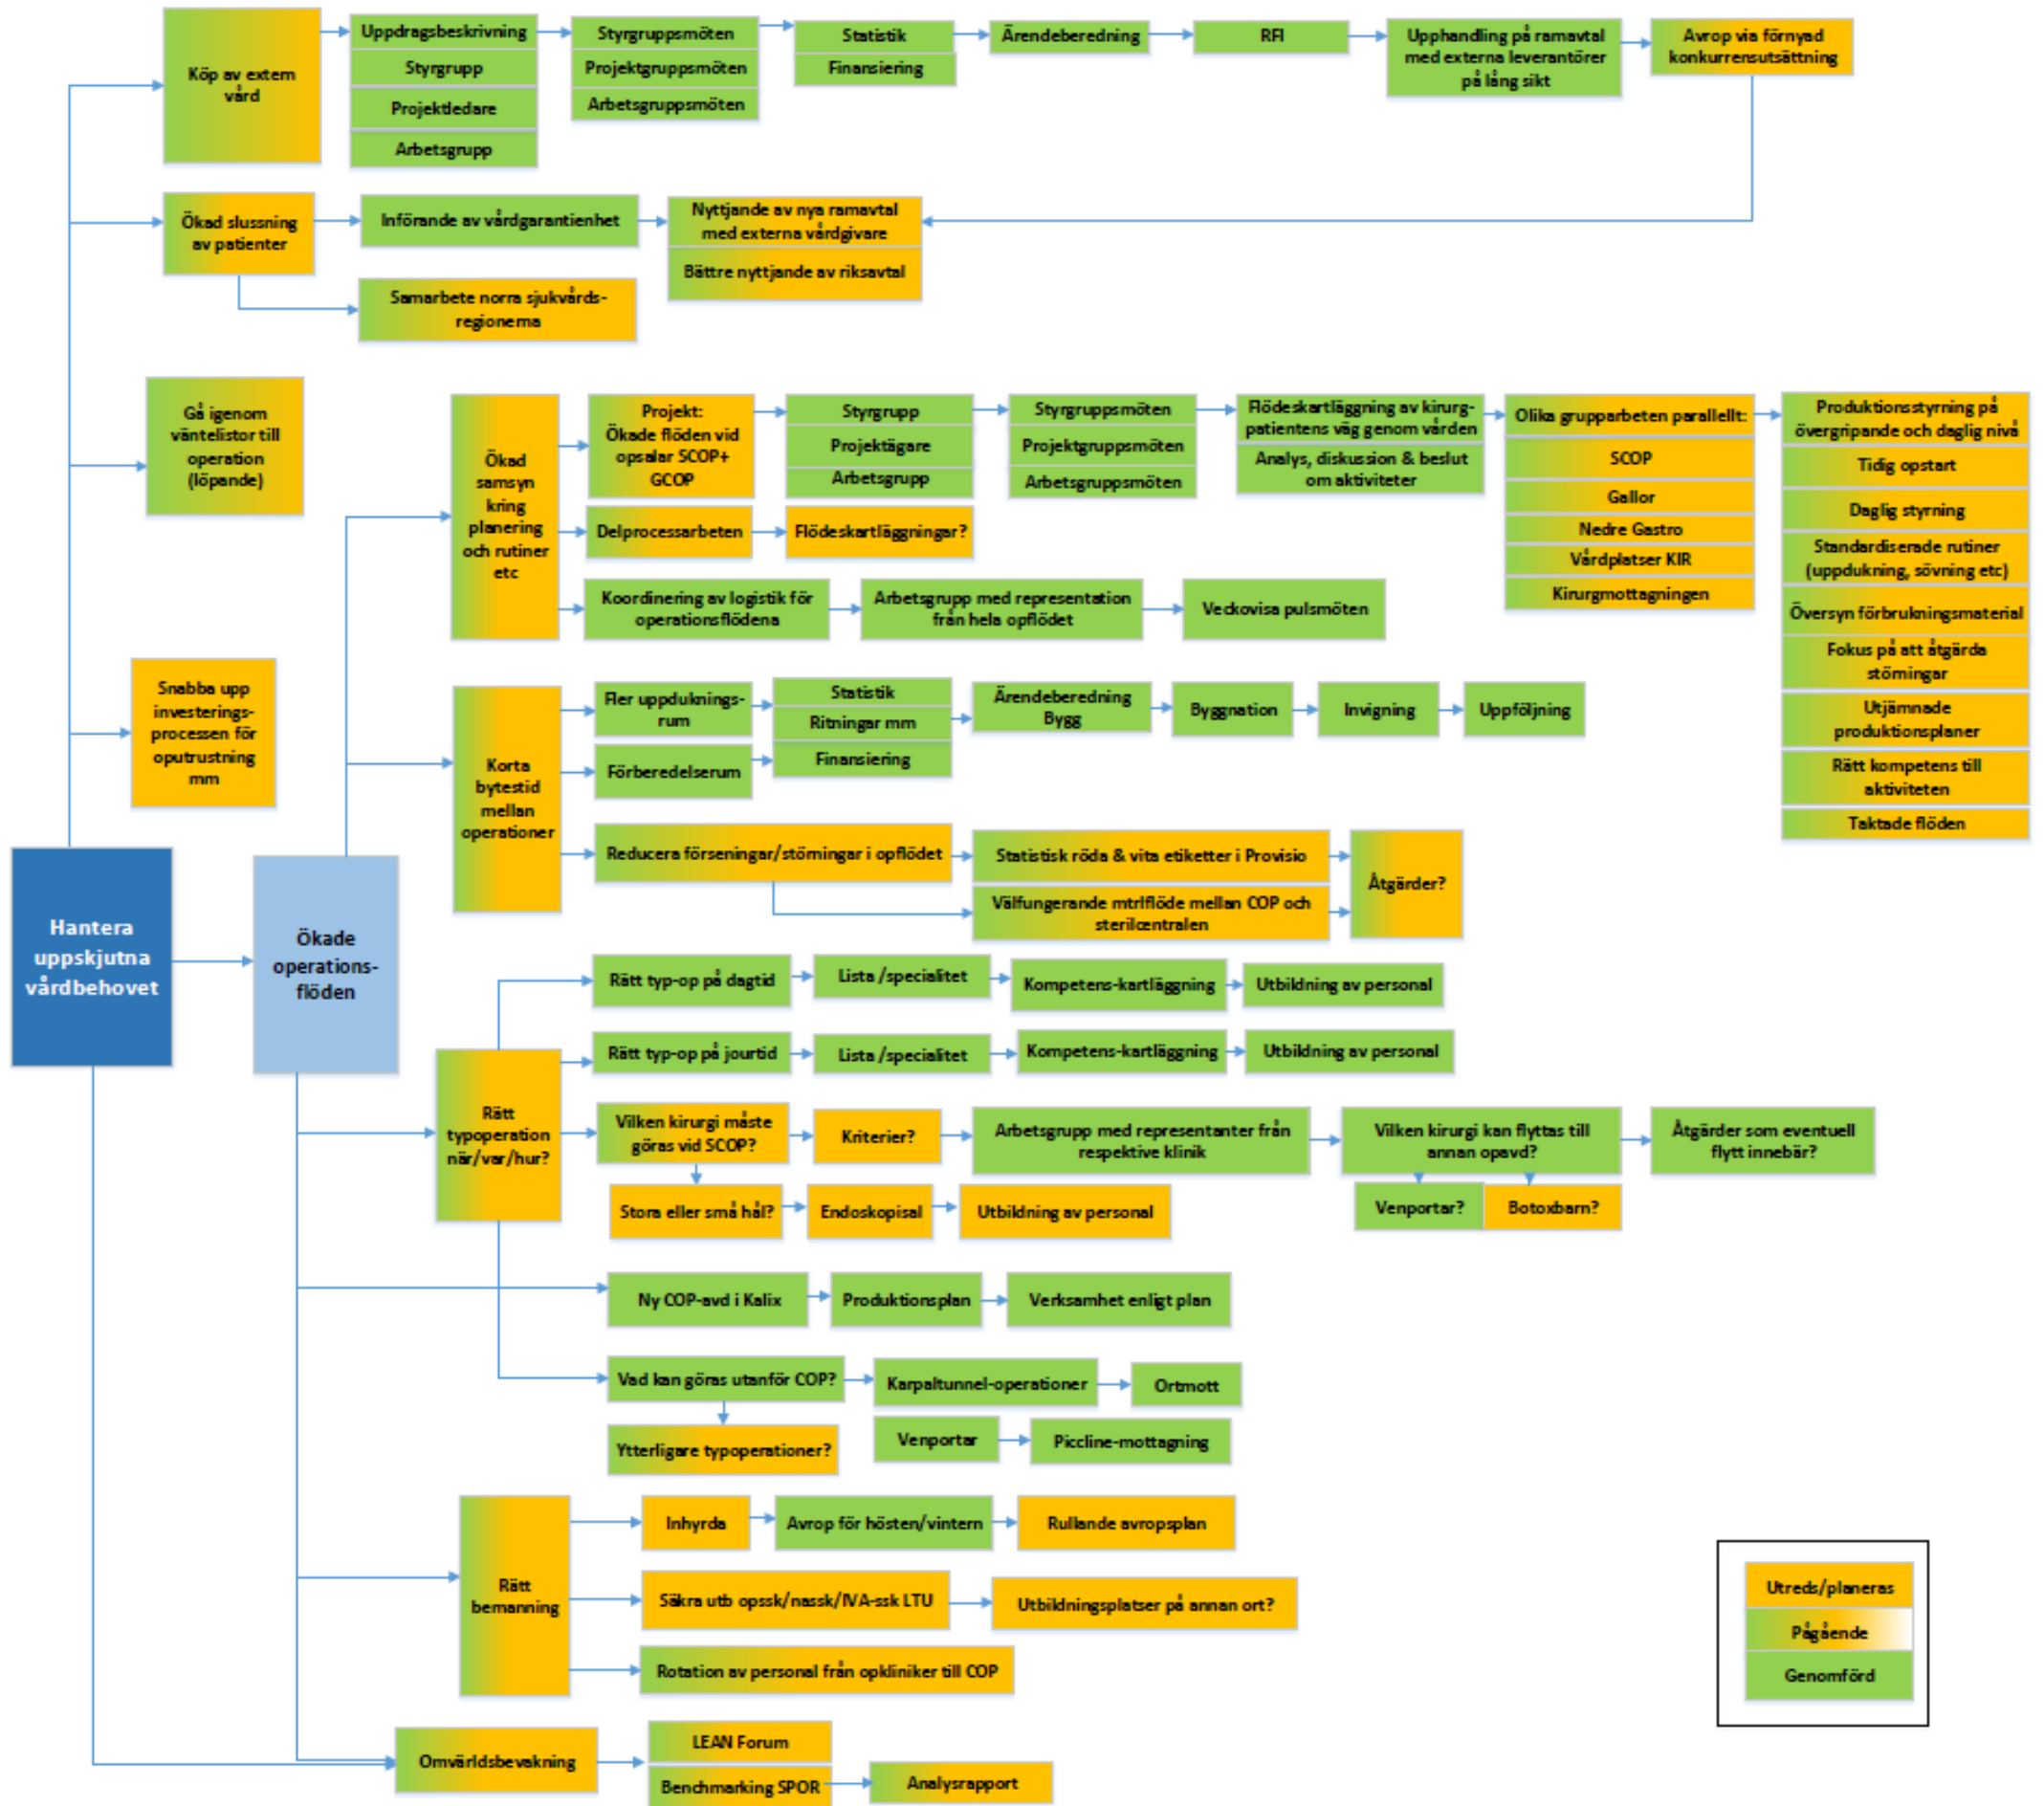 Köp av extern
vård
Uppdragsbeskrivning
Styrgrupp
Projektledare
Arbetsgrupp
Styrgruppsmöten
Projektgruppsmöten
Arbetsgruppsmöten
Statistik
Finansiering
Ärendeberedning
RFI
Upphandling på ramavtal
med externa leverantörer
på lång sikt
Avrop via förnyad
konkurrensutsättning
Ökad slussning
av patienter
Införande av vårdgarantienhet
Nyttjande av nya ramavtal
med externa vårdgivare
Bättre nyttjande av riksavtal
Samarbete norra sjukvårds-
regionerna
Gå igenom
väntelistor till
operation
(löpande)
Snabba upp
investerings-
processen för
oputrustning
mm
Hantera
uppskjutna
vårdbehovet
Ökade
operations-
flöden
Ökad
samsyn
kring
planering
och rutiner
etc
Projekt:
Ökade flöden vid
opsalar SCOP+
GCOP
Styrgrupp
Projektägare
Arbetsgrupp
Styrgruppsmöten
Projektgruppsmöten
Arbetsgruppsmöten
Flödeskartläggning av kirurg-
patientens väg genom vården
Analys, diskussion & beslut
om aktiviteter
Olika grupparbeten parallellt:
SCOP
Gallor
Nedre Gastro
Vårdplatser KIR
Kirurgmottagningen
Produktionsstyrning på
övergripande och daglig nivå
Tidig opstart
Daglig styrning
Standardiserade rutiner
(uppdukning, sövning etc)
Översyn förbrukningsmaterial
Fokus på att åtgärda
störningar
Utjämnade
produktionsplaner
Rätt kompetens till
aktiviteten
Taktade flöden
Delprocessarbeten
Flödeskartläggningar?
Koordinering av logistik för
operationsflödena
Arbetsgrupp med representation
från hela opflödet
Veckovisa pulsmöten
Korta
bytestid
mellan
operationer
Fler uppduknings-
rum
Förberedelserum
Statistik
Ritningar mm
Finansiering
Ärendeberedning
Bygg
Byggnation
Invigning
Uppföljning
Reducera förseningar/störningar i opflödet
Statistisk röda & vita etiketter i Provisio
Välfungerande mtrlflöde mellan COP och
sterilcentralen
Åtgärder?
Rätt
typoperation
när/var/hur?
Rätt typ-op på dagtid
Lista /specialitet
Kompetens-kartläggning
Utbildning av personal
Rätt typ-op på jourtid
Lista /specialitet
Kompetens-kartläggning
Utbildning av personal
Vilken kirurgi måste
göras vid SCOP?
Kriterier?
Arbetsgrupp med representanter från
respektive klinik
Vilken kirurgi kan flyttas till
annan opavd?
Åtgärder som eventuell
flytt innebär?
Stora eller små hål?
Endoskopisal
Utbildning av personal
Venportar?
Botoxbarn?
Ny COP-avd i Kalix
Produktionsplan
Verksamhet enligt plan
Vad kan göras utanför COP?
Karpaltunnel-operationer
Ortmott
Ytterligare typoperationer?
Venportar
Piccline-mottagning
Rätt
bemanning
Inhyrda
Avrop för hösten/vintern
Rullande avropsplan
Säkra utb opssk/nassk/IVA-ssk LTU
Utbildningsplatser på annan ort?
Rotation av personal från opkliniker till COP
Omvärldsbevakning
LEAN Forum
Benchmarking SPOR
Analysrapport
Utreds/planeras
Pågående
Genomförd